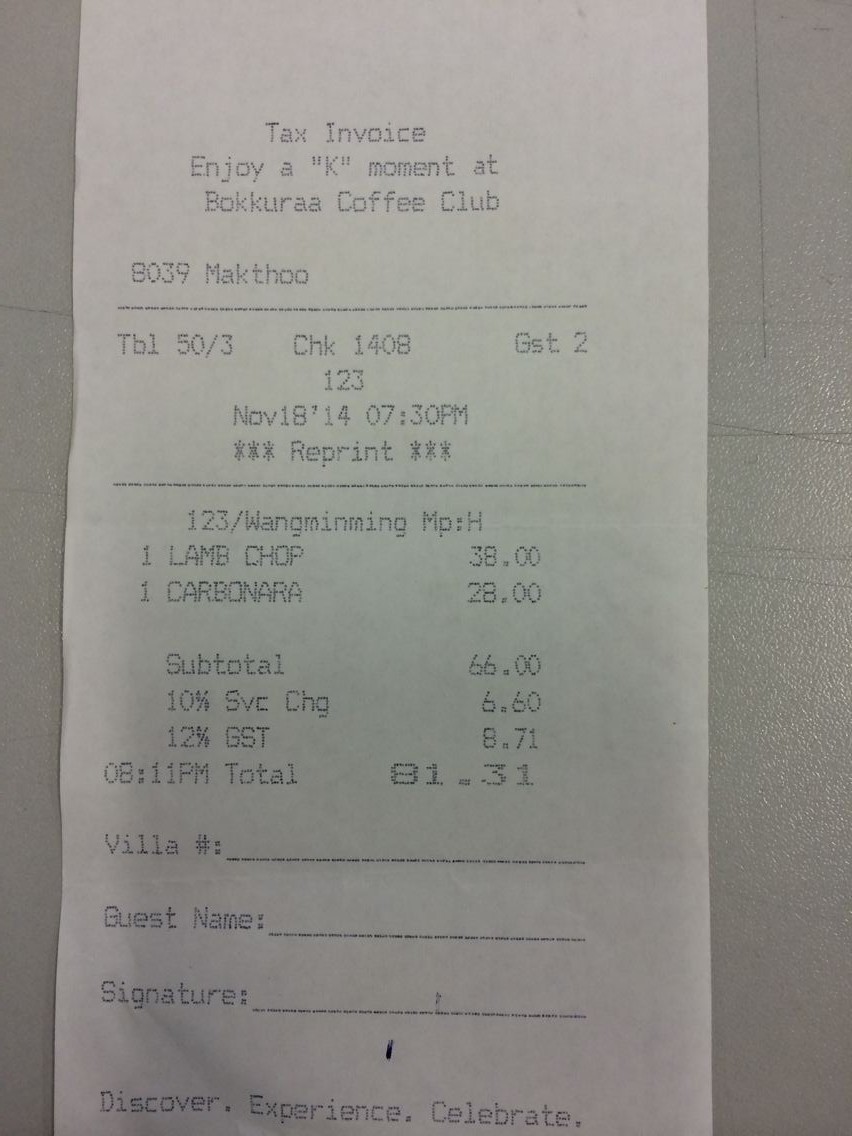 Tax Invoice
Enjoy a "K" moment at
Bokkuraa Coffee Club
8039 Makthoo
Tbl 50/3 Chk 1408 Gst 2
123
Nov18'14 07:30PM
*** Reprint ***
123/Wangminming Mp:H
1 LAMB CHOP 38.00
1 CARBONARA 28.00
Subtotal 66.00
10% Svc Chg 6.60
12% GST 8.71
08:11PM Total 81.31
Villa #:
Guest Name:
Signature:
Discover. Experience. Celebrate.